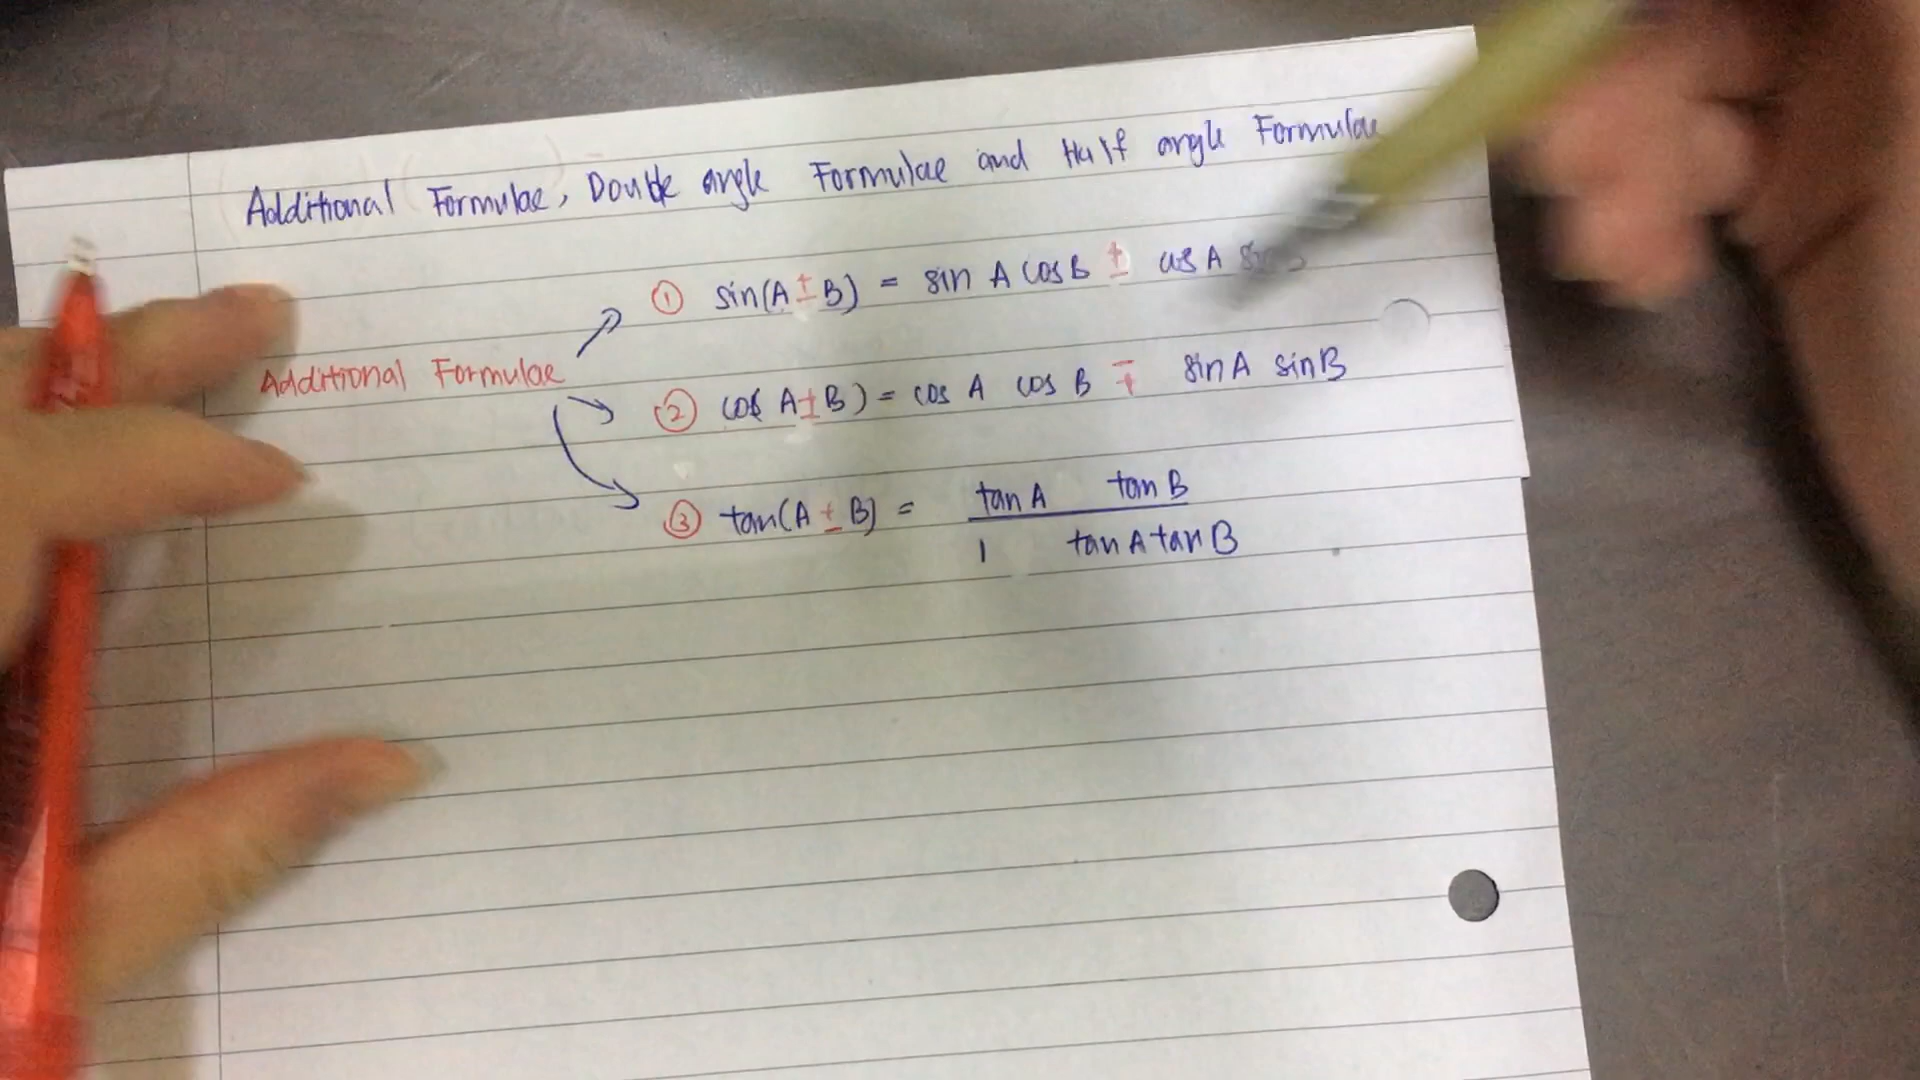 Additional Formulae, Double angle Formulae and Half angle Formulae
① sin(A ± B) = sin A cos B ± cos A
Additional Formulae
② cos( A ± B ) = cos A cos B ∓ sin A sin B
③ tan(A ± B) = tan A tan B
1 tan A tan B